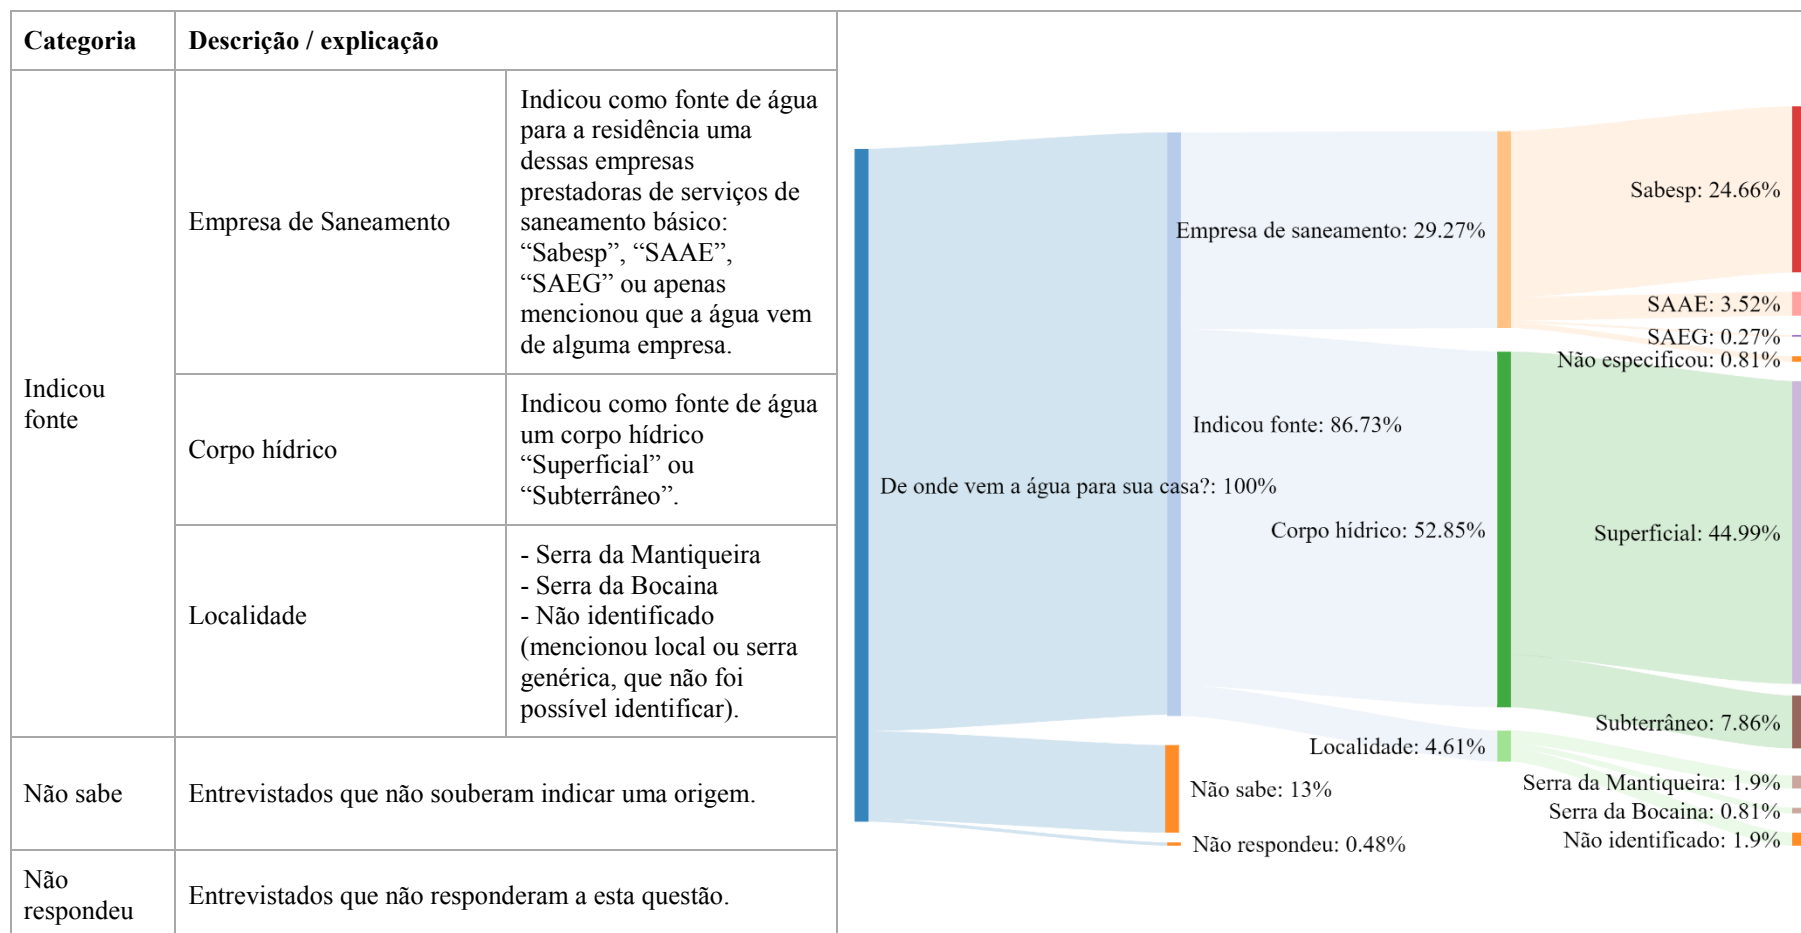 Categoria
Descrição / explicação
Indicou
fonte
Empresa de Saneamento
Indicou como fonte de água
para a residência uma
dessas empresas
prestadoras de serviços de
saneamento básico:
“Sabesp”, “SAAE”,
“SAEG” ou apenas
mencionou que a água vem
de alguma empresa.
Corpo hídrico
Indicou como fonte de água
um corpo hídrico
“Superficial” ou
“Subterrâneo”.
Localidade
- Serra da Mantiqueira
- Serra da Bocaina
- Não identificado
(mencionou local ou serra
genérica, que não foi
possível identificar).
Não sabe
Entrevistados que não souberam indicar uma origem.
Não
respondeu
Entrevistados que não responderam a esta questão.
De onde vem a água para sua casa?: 100%
Indicou fonte: 86.73%
Não sabe: 13%
Não respondeu: 0.48%
Empresa de saneamento: 29.27%
Corpo hídrico: 52.85%
Localidade: 4.61%
Sabesp: 24.66%
SAAE: 3.52%
SAEG: 0.27%
Não especificou: 0.81%
Superficial: 44.99%
Subterrâneo: 7.86%
Serra da Mantiqueira: 1.9%
Serra da Bocaina: 0.81%
Não identificado: 1.9%